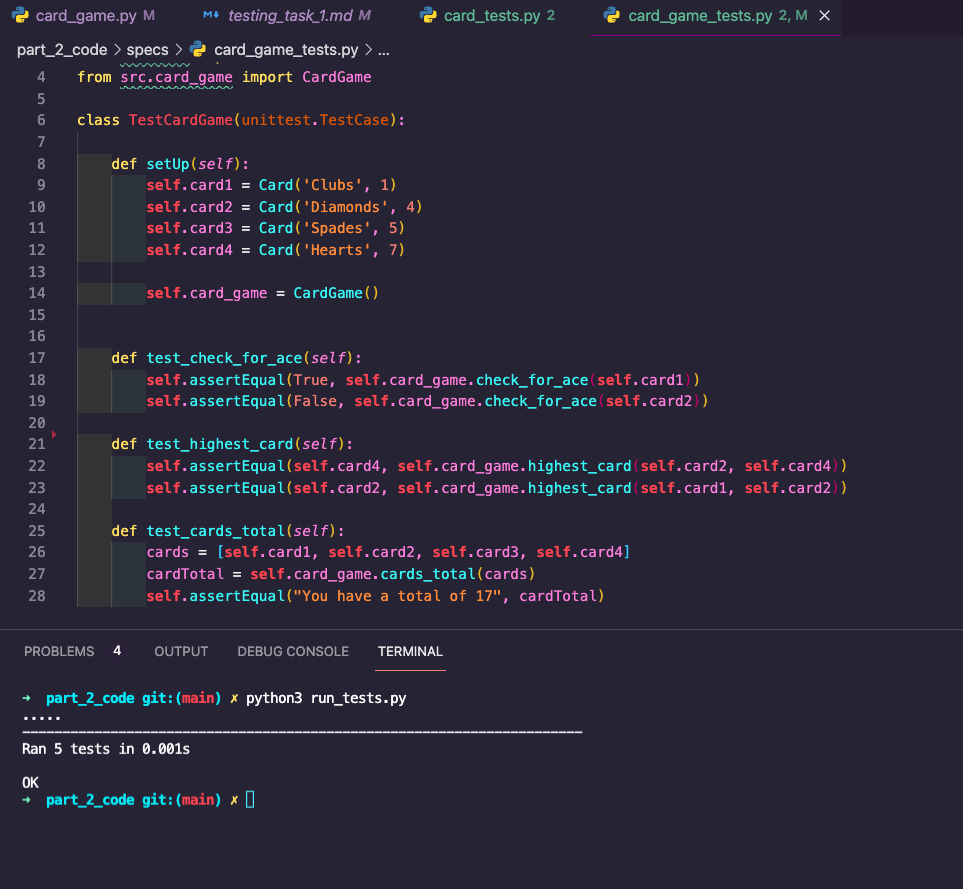 card_game.py M testing_task_1.md M card_tests.py 2 card_game_tests.py 2, M ×
part_2_code > specs > card_game_tests.py > ...
4 from src.card_game import CardGame
5
6 class TestCardGame(unittest.TestCase):
7
8 def setUp(self):
9 self.card1 = Card('Clubs', 1)
10 self.card2 = Card('Diamonds', 4)
11 self.card3 = Card('Spades', 5)
12 self.card4 = Card('Hearts', 7)
13
14 self.card_game = CardGame()
15
16
17 def test_check_for_ace(self):
18 self.assertEqual(True, self.card_game.check_for_ace(self.card1))
19 self.assertEqual(False, self.card_game.check_for_ace(self.card2))
20
21 def test_highest_card(self):
22 self.assertEqual(self.card4, self.card_game.highest_card(self.card2, self.card4))
23 self.assertEqual(self.card2, self.card_game.highest_card(self.card1, self.card2))
24
25 def test_cards_total(self):
26 cards = [self.card1, self.card2, self.card3, self.card4]
27 cardTotal = self.card_game.cards_total(cards)
28 self.assertEqual("You have a total of 17", cardTotal)
PROBLEMS 4 OUTPUT DEBUG CONSOLE TERMINAL
→ part_2_code git:(main) ✗ python3 run_tests.py
.....
----------------------------------------------------------------------
Ran 5 tests in 0.001s
OK
→ part_2_code git:(main) ✗